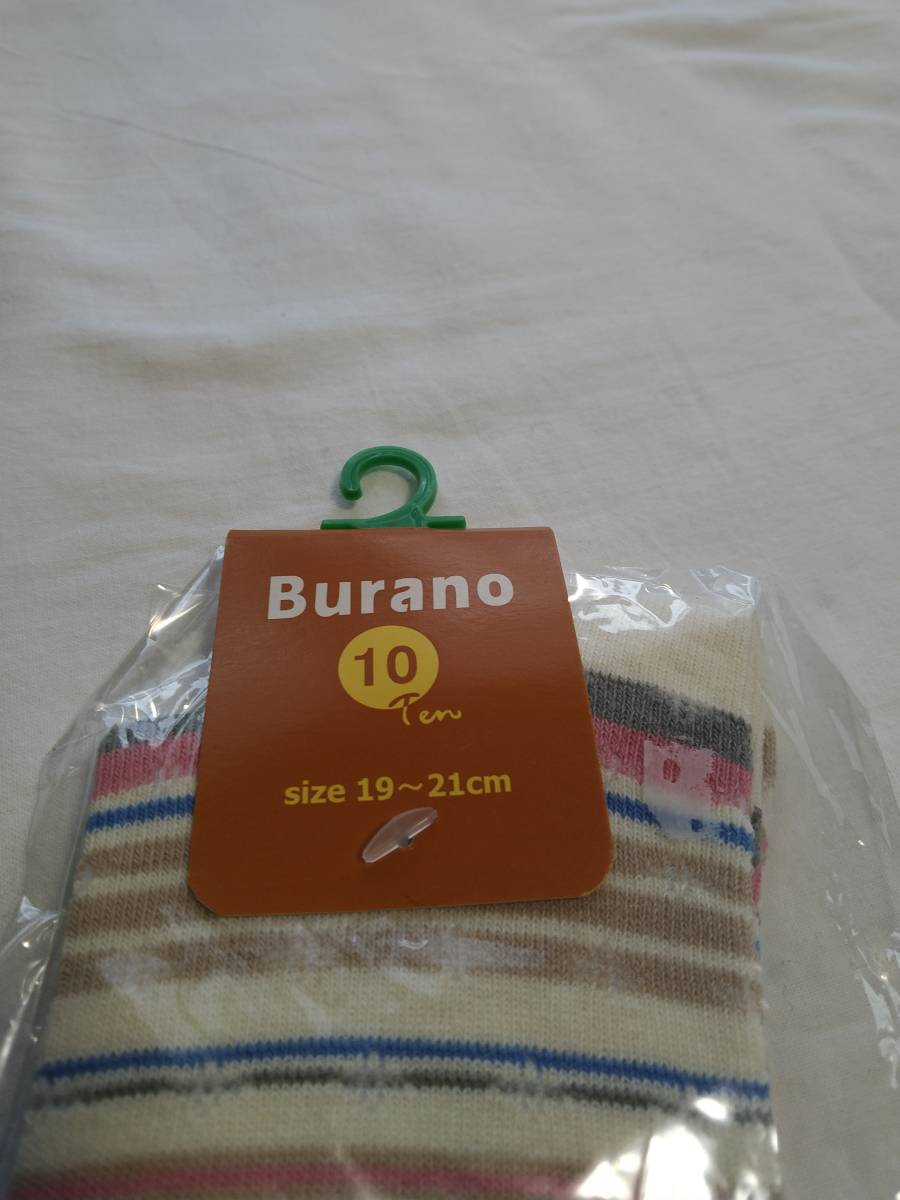 Burano
10
Ten
size 19～21cm